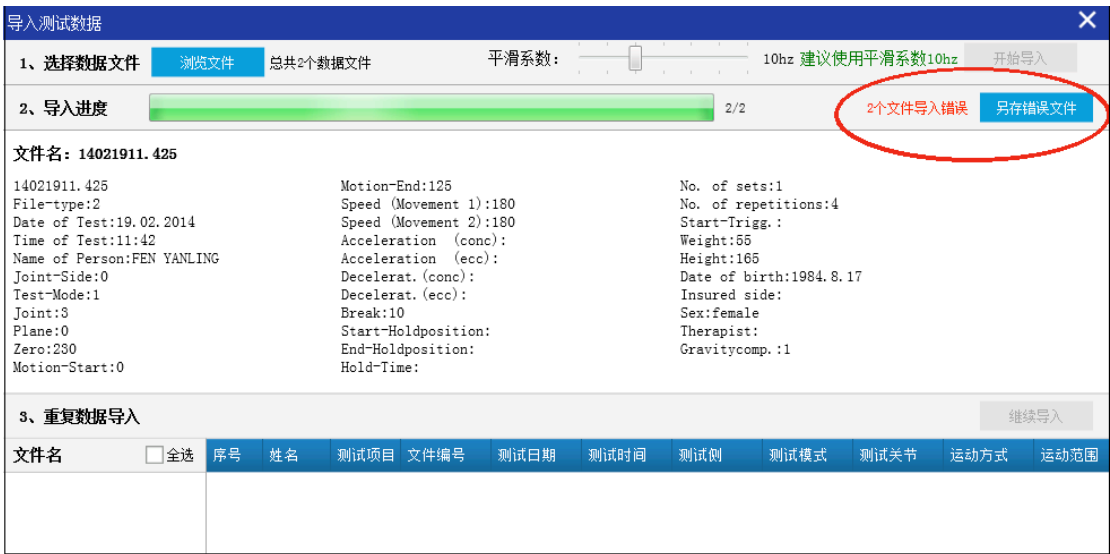 导入测试数据
1、选择数据文件 浏览文件 总共2个数据文件 平滑系数： 10hz 建议使用平滑系数10hz 开始导入
2、导入进度 2/2 2个文件导入错误 另存错误文件
文件名：14021911.425
14021911.425
File-type:2
Date of Test:19.02.2014
Time of Test:11:42
Name of Person:FEN YANLING
Joint-Side:0
Test-Mode:1
Joint:3
Plane:0
Zero:230
Motion-Start:0
Motion-End:125
Speed (Movement 1):180
Speed (Movement 2):180
Acceleration (conc):
Acceleration (ecc):
Decelerat.(conc):
Decelerat.(ecc):
Break:10
Start-Holdposition:
End-Holdposition:
Hold-Time:
No. of sets:1
No. of repetitions:4
Start-Trigg.:
Weight:55
Height:165
Date of birth:1984.8.17
Insured side:
Sex:female
Therapist:
Gravitycomp.:1
3、重复数据导入 继续导入
文件名 全选 序号 姓名 测试项目 文件编号 测试日期 测试时间 测试侧 测试模式 测试关节 运动方式 运动范围